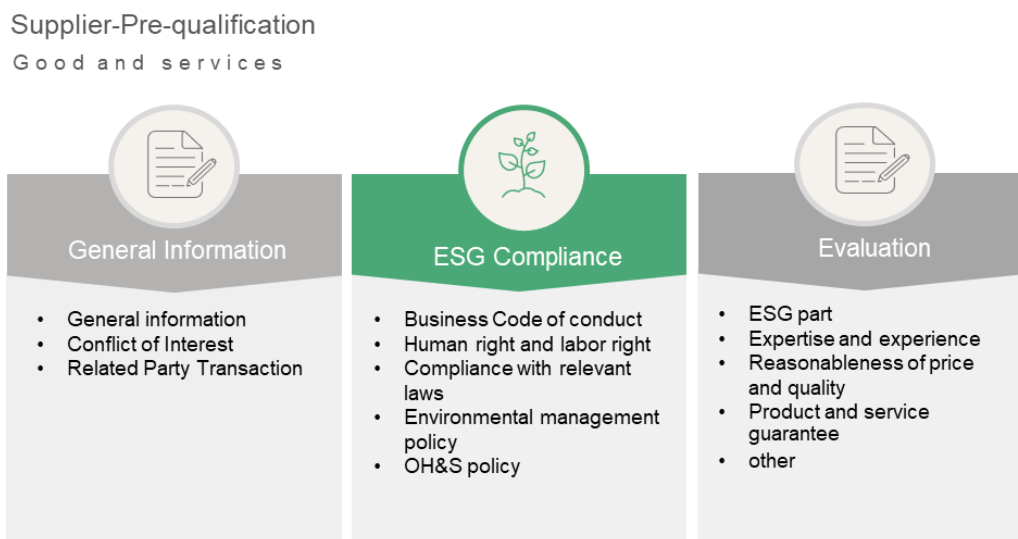 Supplier-Pre-qualification
Good and services
General Information
• General information
• Conflict of Interest
• Related Party Transaction
ESG Compliance
• Business Code of conduct
• Human right and labor right
• Compliance with relevant
laws
• Environmental management
policy
• OH&S policy
Evaluation
• ESG part
• Expertise and experience
• Reasonableness of price
and quality
• Product and service
guarantee
• other